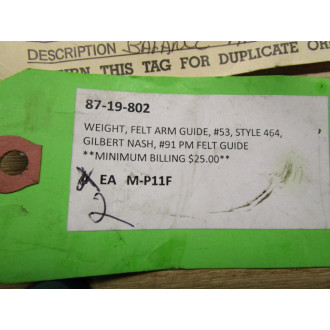 DESCRIPTION BALANCE
THIS TAG FOR DUPLICATE OR
87-19-802
WEIGHT, FELT ARM GUIDE, #53, STYLE 464,
GILBERT NASH, #91 PM FELT GUIDE
**MINIMUM BILLING $25.00**
EA M-P11F
2